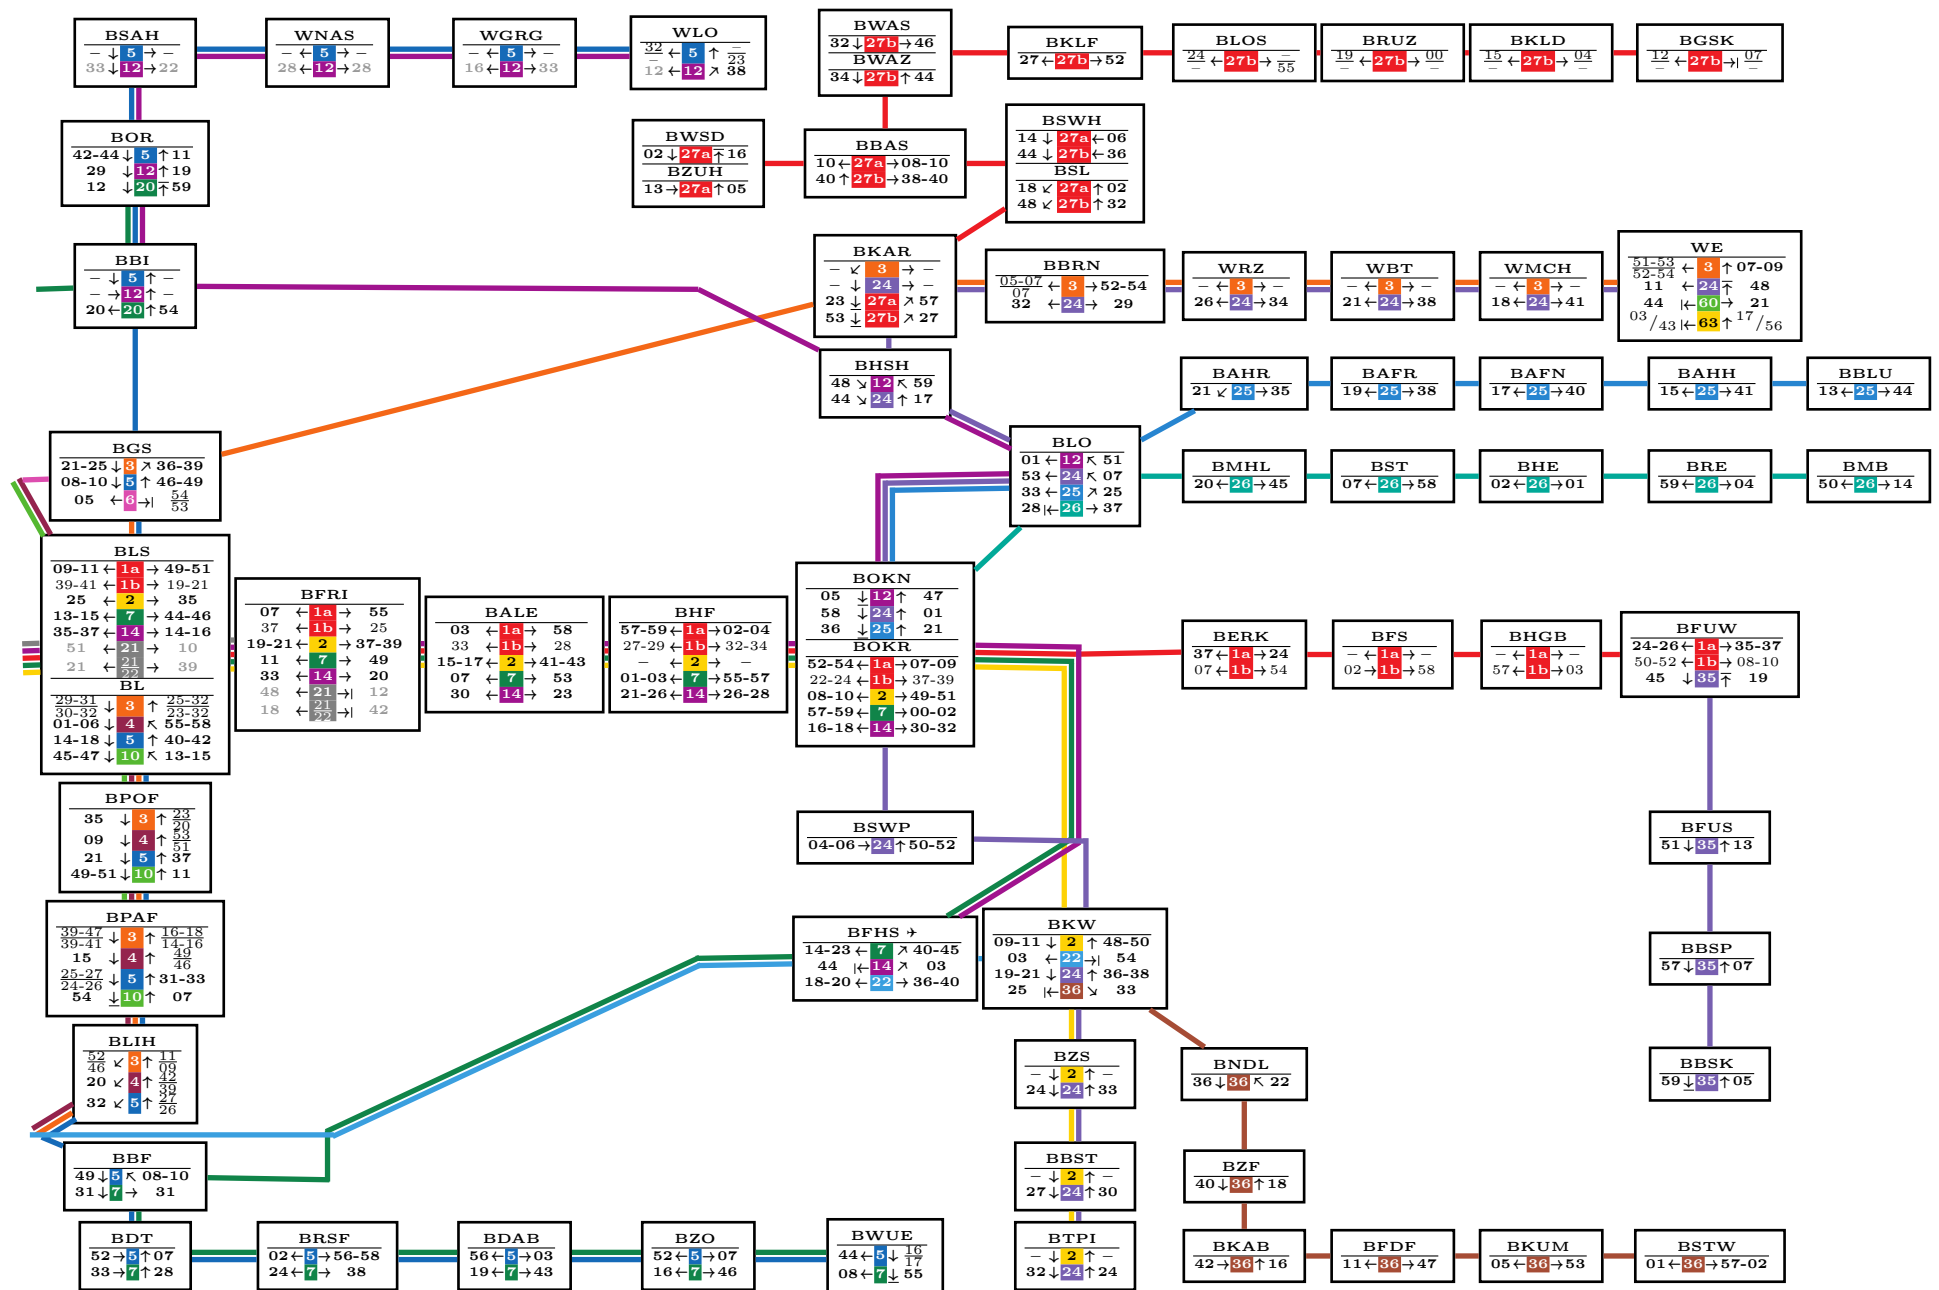 BSAH
– ↓ 5 → –
33 ↓ 12 → 22
WNAS
– ← 5 → –
28 ← 12 → 28
WGRG
– ← 5 → –
16 ← 12 → 33
WLO
32/– ← 5 ↑ –/23
12 ← 12 ↗ 38
BWAS
32 ↓ 27b → 46
BWAZ
34 ↓ 27b ↑ 44
BKLF
27 ← 27b → 52
BLOS
24/– ← 27b → –/55
BRUZ
19/– ← 27b → 00/–
BKLD
15/– ← 27b → 04/–
BGSK
12/– ← 27b →| 07/–
BOR
42-44 ↓ 5 ↑ 11
29 ↓ 12 ↑ 19
12 ↓ 20 ↑ 59
BWSD
02 ↓ 27a ↑ 16
BZUH
13 → 27a ↑ 05
BBAS
10 ← 27a → 08-10
40 ↑ 27b → 38-40
BSWH
14 ↓ 27a ← 06
44 ↓ 27b ← 36
BSL
18 ↙ 27a ↑ 02
48 ↙ 27b ↑ 32
BBI
– ↓ 5 ↑ –
– → 12 ↑ –
20 ← 20 ↑ 54
BKAR
– ↙ 3 → –
– ↓ 24 → –
23 ↓ 27a ↗ 57
53 ↓ 27b ↗ 27
BBRN
05-07/07 ← 3 → 52-54
32 ← 24 → 29
WRZ
– ← 3 → –
26 ← 24 → 34
WBT
– ← 3 → –
21 ← 24 → 38
WMCH
– ← 3 → –
18 ← 24 → 41
WE
51-53/52-54 ← 3 ↑ 07-09
11 ← 24 ↑ 48
44 |← 60 → 21
03/43 |← 63 ↑ 17/56
BHSH
48 ↘ 12 ↖ 59
44 ↘ 24 ↑ 17
BAHR
21 ↙ 25 → 35
BAFR
19 ← 25 → 38
BAFN
17 ← 25 → 40
BAHH
15 ← 25 → 41
BBLU
13 ← 25 → 44
BGS
21-25 ↓ 3 ↗ 36-39
08-10 ↓ 5 ↑ 46-49
05 ← 6 →| 54/53
BLO
01 ← 12 ↖ 51
53 ← 24 ↖ 07
33 ← 25 ↗ 25
28 |← 26 → 37
BMHL
20 ← 26 → 45
BST
07 ← 26 → 58
BHE
02 ← 26 → 01
BRE
59 ← 26 → 04
BMB
50 ← 26 → 14
BLS
09-11 ← 1a → 49-51
39-41 ← 1b → 19-21
25 ← 2 → 35
13-15 ← 7 → 44-46
35-37 ← 14 → 14-16
51 ← 21 → 10
21 ← 21/22 → 39
BL
29-31/30-32 ↓ 3 ↑ 25-32/23-32
01-06 ↓ 4 ↖ 55-58
14-18 ↓ 5 ↑ 40-42
45-47 ↓ 10 ↖ 13-15
BFRI
07 ← 1a → 55
37 ← 1b → 25
19-21 ← 2 → 37-39
11 ← 7 → 49
33 ← 14 → 20
48 ← 21 →| 12
18 ← 21/22 →| 42
BALE
03 ← 1a → 58
33 ← 1b → 28
15-17 ← 2 → 41-43
07 ← 7 → 53
30 ← 14 → 23
BHF
57-59 ← 1a → 02-04
27-29 ← 1b → 32-34
– ← 2 → –
01-03 ← 7 → 55-57
21-26 ← 14 → 26-28
BOKN
05 ↓ 12 ↑ 47
58 ↓ 24 ↑ 01
36 ↓ 25 ↑ 21
BOKR
52-54 ← 1a → 07-09
22-24 ← 1b → 37-39
08-10 ← 2 → 49-51
57-59 ← 7 → 00-02
16-18 ← 14 → 30-32
BERK
37 ← 1a → 24
07 ← 1b → 54
BFS
– ← 1a → –
02 → 1b → 58
BHGB
– ← 1a → –
57 ← 1b → 03
BFUW
24-26 ← 1a → 35-37
50-52 ← 1b → 08-10
45 ↓ 35 ↑ 19
BPOF
35 ↓ 3 ↑ 23/20
09 ↓ 4 ↑ 53/51
21 ↓ 5 ↑ 37
49-51 ↓ 10 ↑ 11
BSWP
04-06 → 24 ↑ 50-52
BFUS
51 ↓ 35 ↑ 13
BPAF
39-47/39-41 ↓ 3 ↑ 16-18/14-16
15 ↓ 4 ↑ 49/46
25-27/24-26 ↓ 5 ↑ 31-33
54 ↓ 10 ↑ 07
BFHS ✈
14-23 ← 7 ↗ 40-45
44 |← 14 ↗ 03
18-20 ← 22 → 36-40
BKW
09-11 ↓ 2 ↑ 48-50
03 ← 22 →| 54
19-21 ↓ 24 ↑ 36-38
25 |← 36 ↘ 33
BBSP
57 ↓ 35 ↑ 07
BLIH
52/46 ↙ 3 ↑ 11/09
20 ↙ 4 ↑ 42/39
32 ↙ 5 ↑ 27/26
BZS
– ↓ 2 ↑ –
24 ↓ 24 ↑ 33
BNDL
36 ↓ 36 ↖ 22
BBSK
59 ↓ 35 ↑ 05
BBF
49 ↓ 5 ↖ 08-10
31 ↓ 7 → 31
BBST
– ↓ 2 ↑ –
27 ↓ 24 ↑ 30
BZF
40 ↓ 36 ↑ 18
BDT
52 → 5 ↑ 07
33 → 7 ↑ 28
BRSF
02 ← 5 → 56-58
24 ← 7 → 38
BDAB
56 ← 5 → 03
19 ← 7 → 43
BZO
52 ← 5 → 07
16 ← 7 → 46
BWUE
44 ← 5 ↓ 16/17
08 ← 7 ↓ 55
BTPI
– ↓ 2 ↑ –
32 ↓ 24 ↑ 24
BKAB
42 → 36 ↑ 16
BFDF
11 ← 36 → 47
BKUM
05 ← 36 → 53
BSTW
01 ← 36 → 57-02